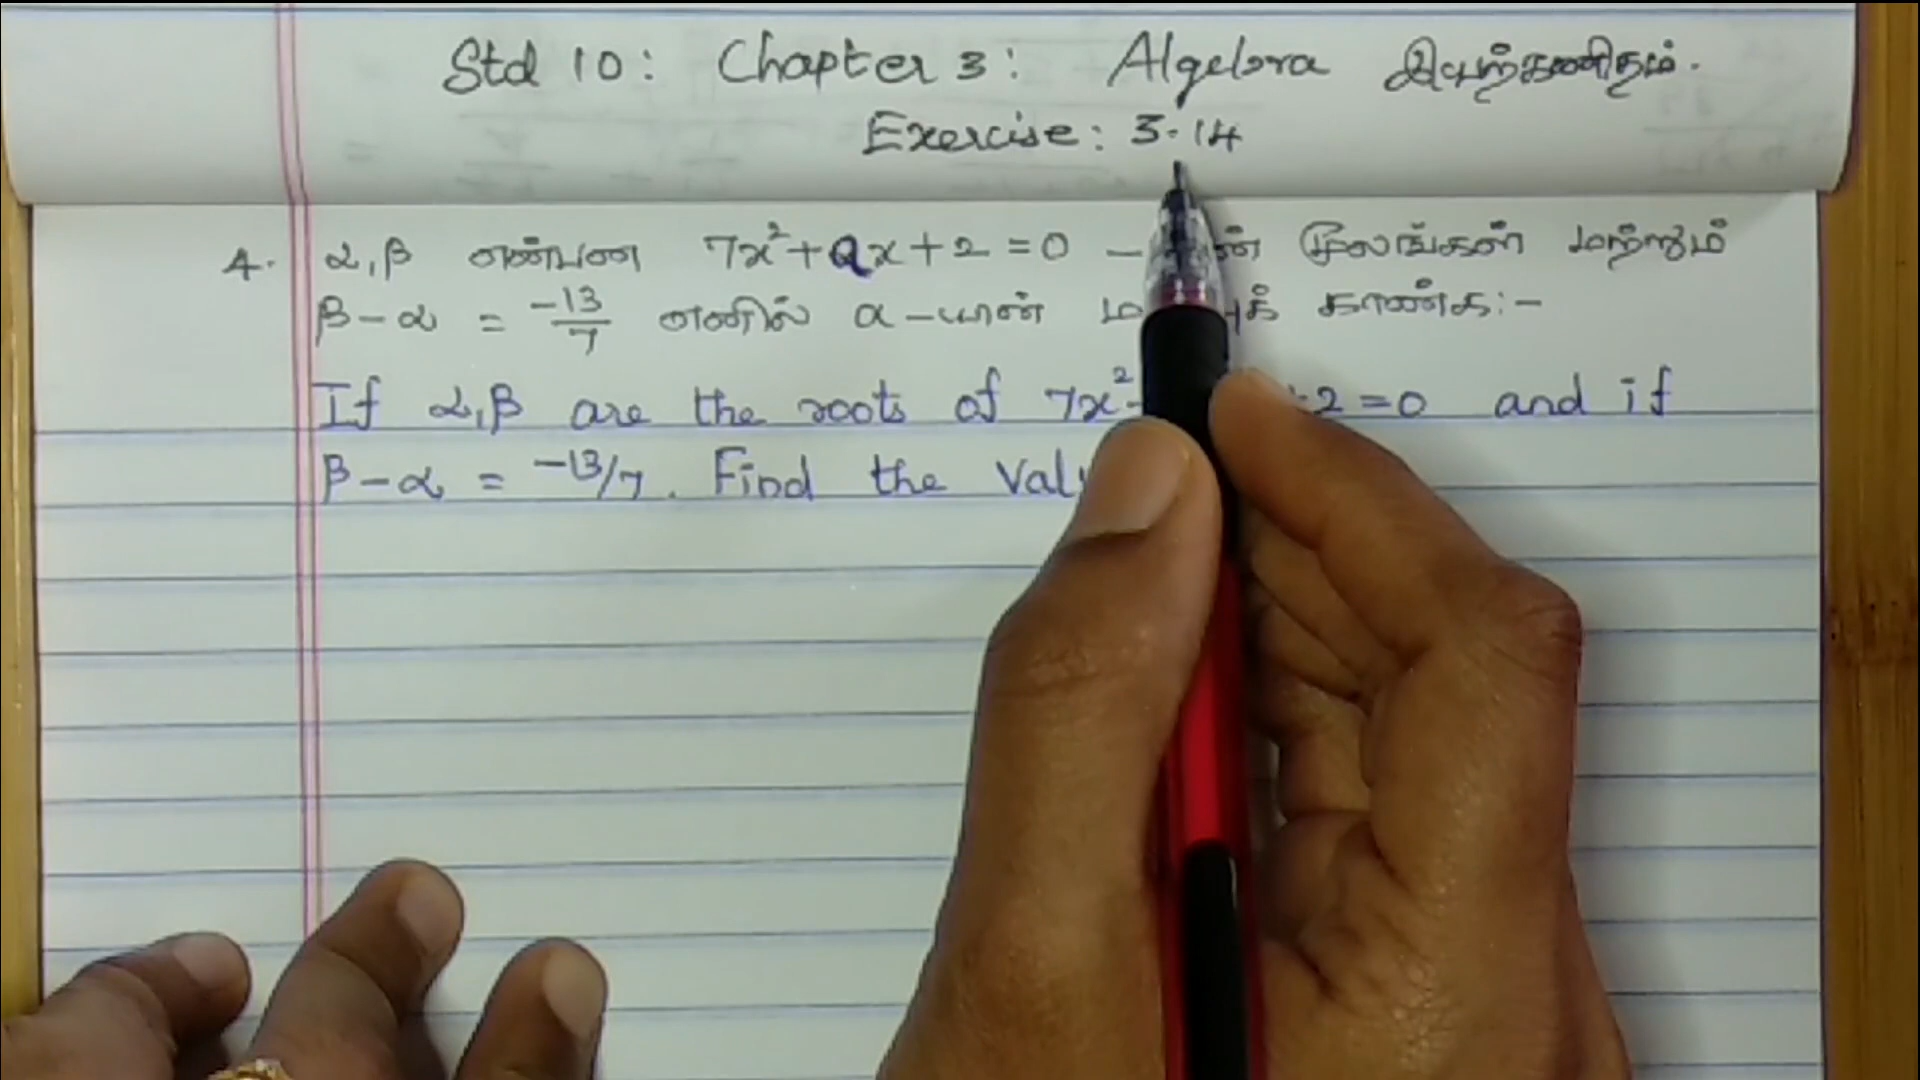 Std 10: Chapter 3: Algebra இயற்கணிதம்.
Exercise: 3.14
4. α,β என்பன 7x²+ax+2=0 – ன் மூலங்கள் மற்றும்
β-α = -13/7 எனில் α-யின் காண்க:-
If α,β are the roots of 7x² +2=0 and if
β-α = -13/7. Find the